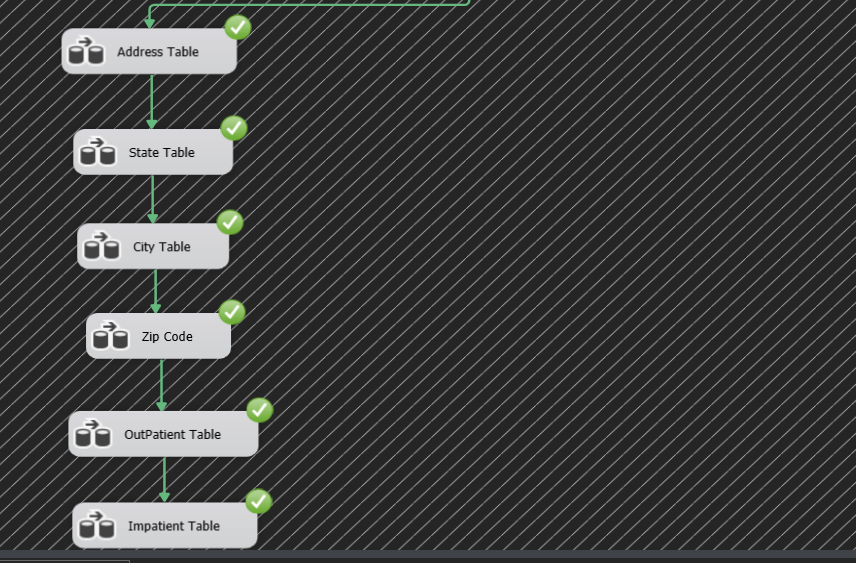 Address Table
State Table
City Table
Zip Code
OutPatient Table
Impatient Table